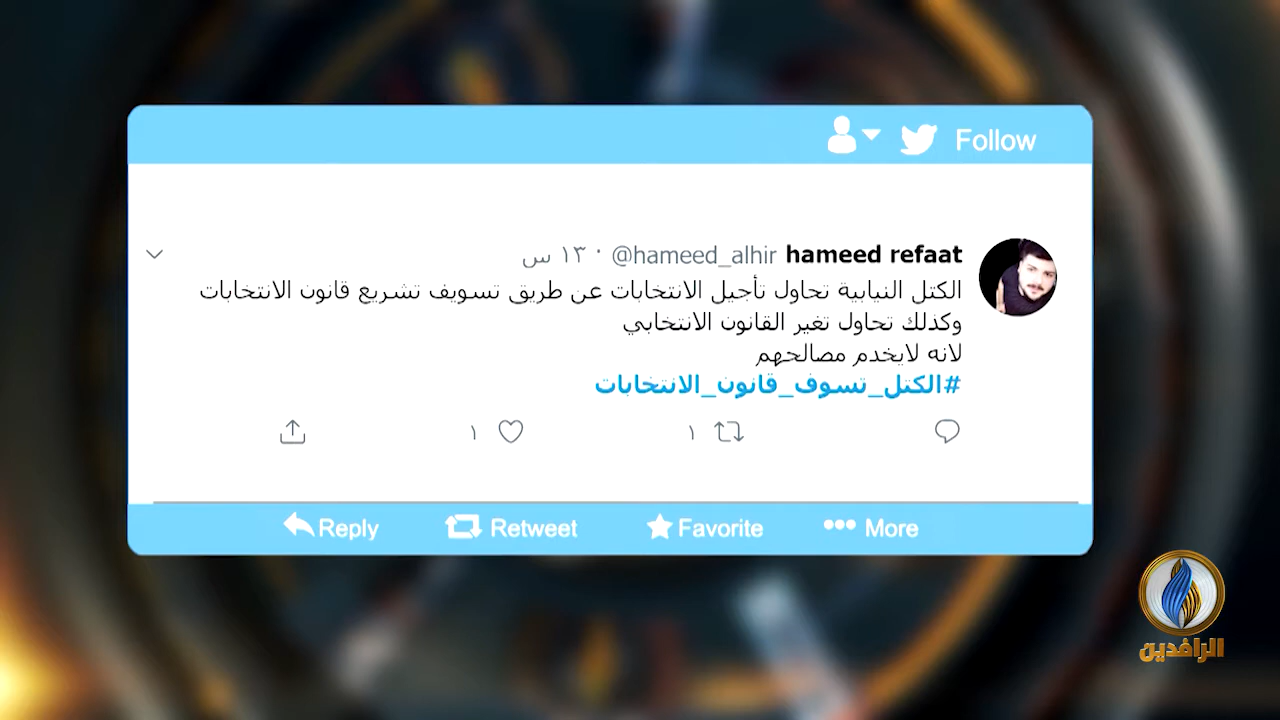 Follow
hameed refaat @hameed_alhir · ١٣ س
الكتل النيابية تحاول تأجيل الانتخابات عن طريق تسويف تشريع قانون الانتخابات
وكذلك تحاول تغير القانون الانتخابي
لانه لايخدم مصالحهم
#الكتل_تسوف_قانون_الانتخابات
١ ١
Reply Retweet Favorite More
الرافدين